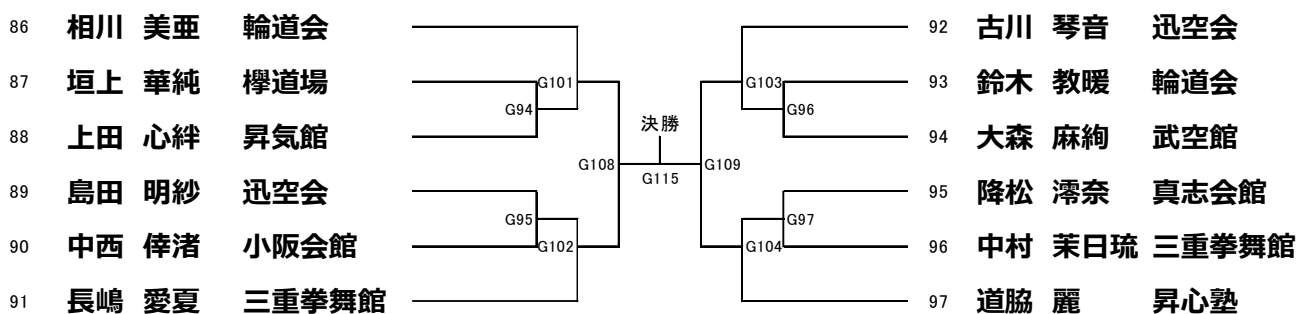 86 相川 美亜 輪道会
87 垣上 華純 欅道場
88 上田 心絆 昇気館
89 島田 明紗 迅空会
90 中西 倖渚 小阪会館
91 長嶋 愛夏 三重拳舞館
G94
G95
G101
G102
G108
決勝
G115
G109
G103
G104
G96
G97
92 古川 琴音 迅空会
93 鈴木 教暖 輪道会
94 大森 麻絢 武空館
95 降松 澪奈 真志会館
96 中村 茉日琉 三重拳舞館
97 道脇 麗 昇心塾